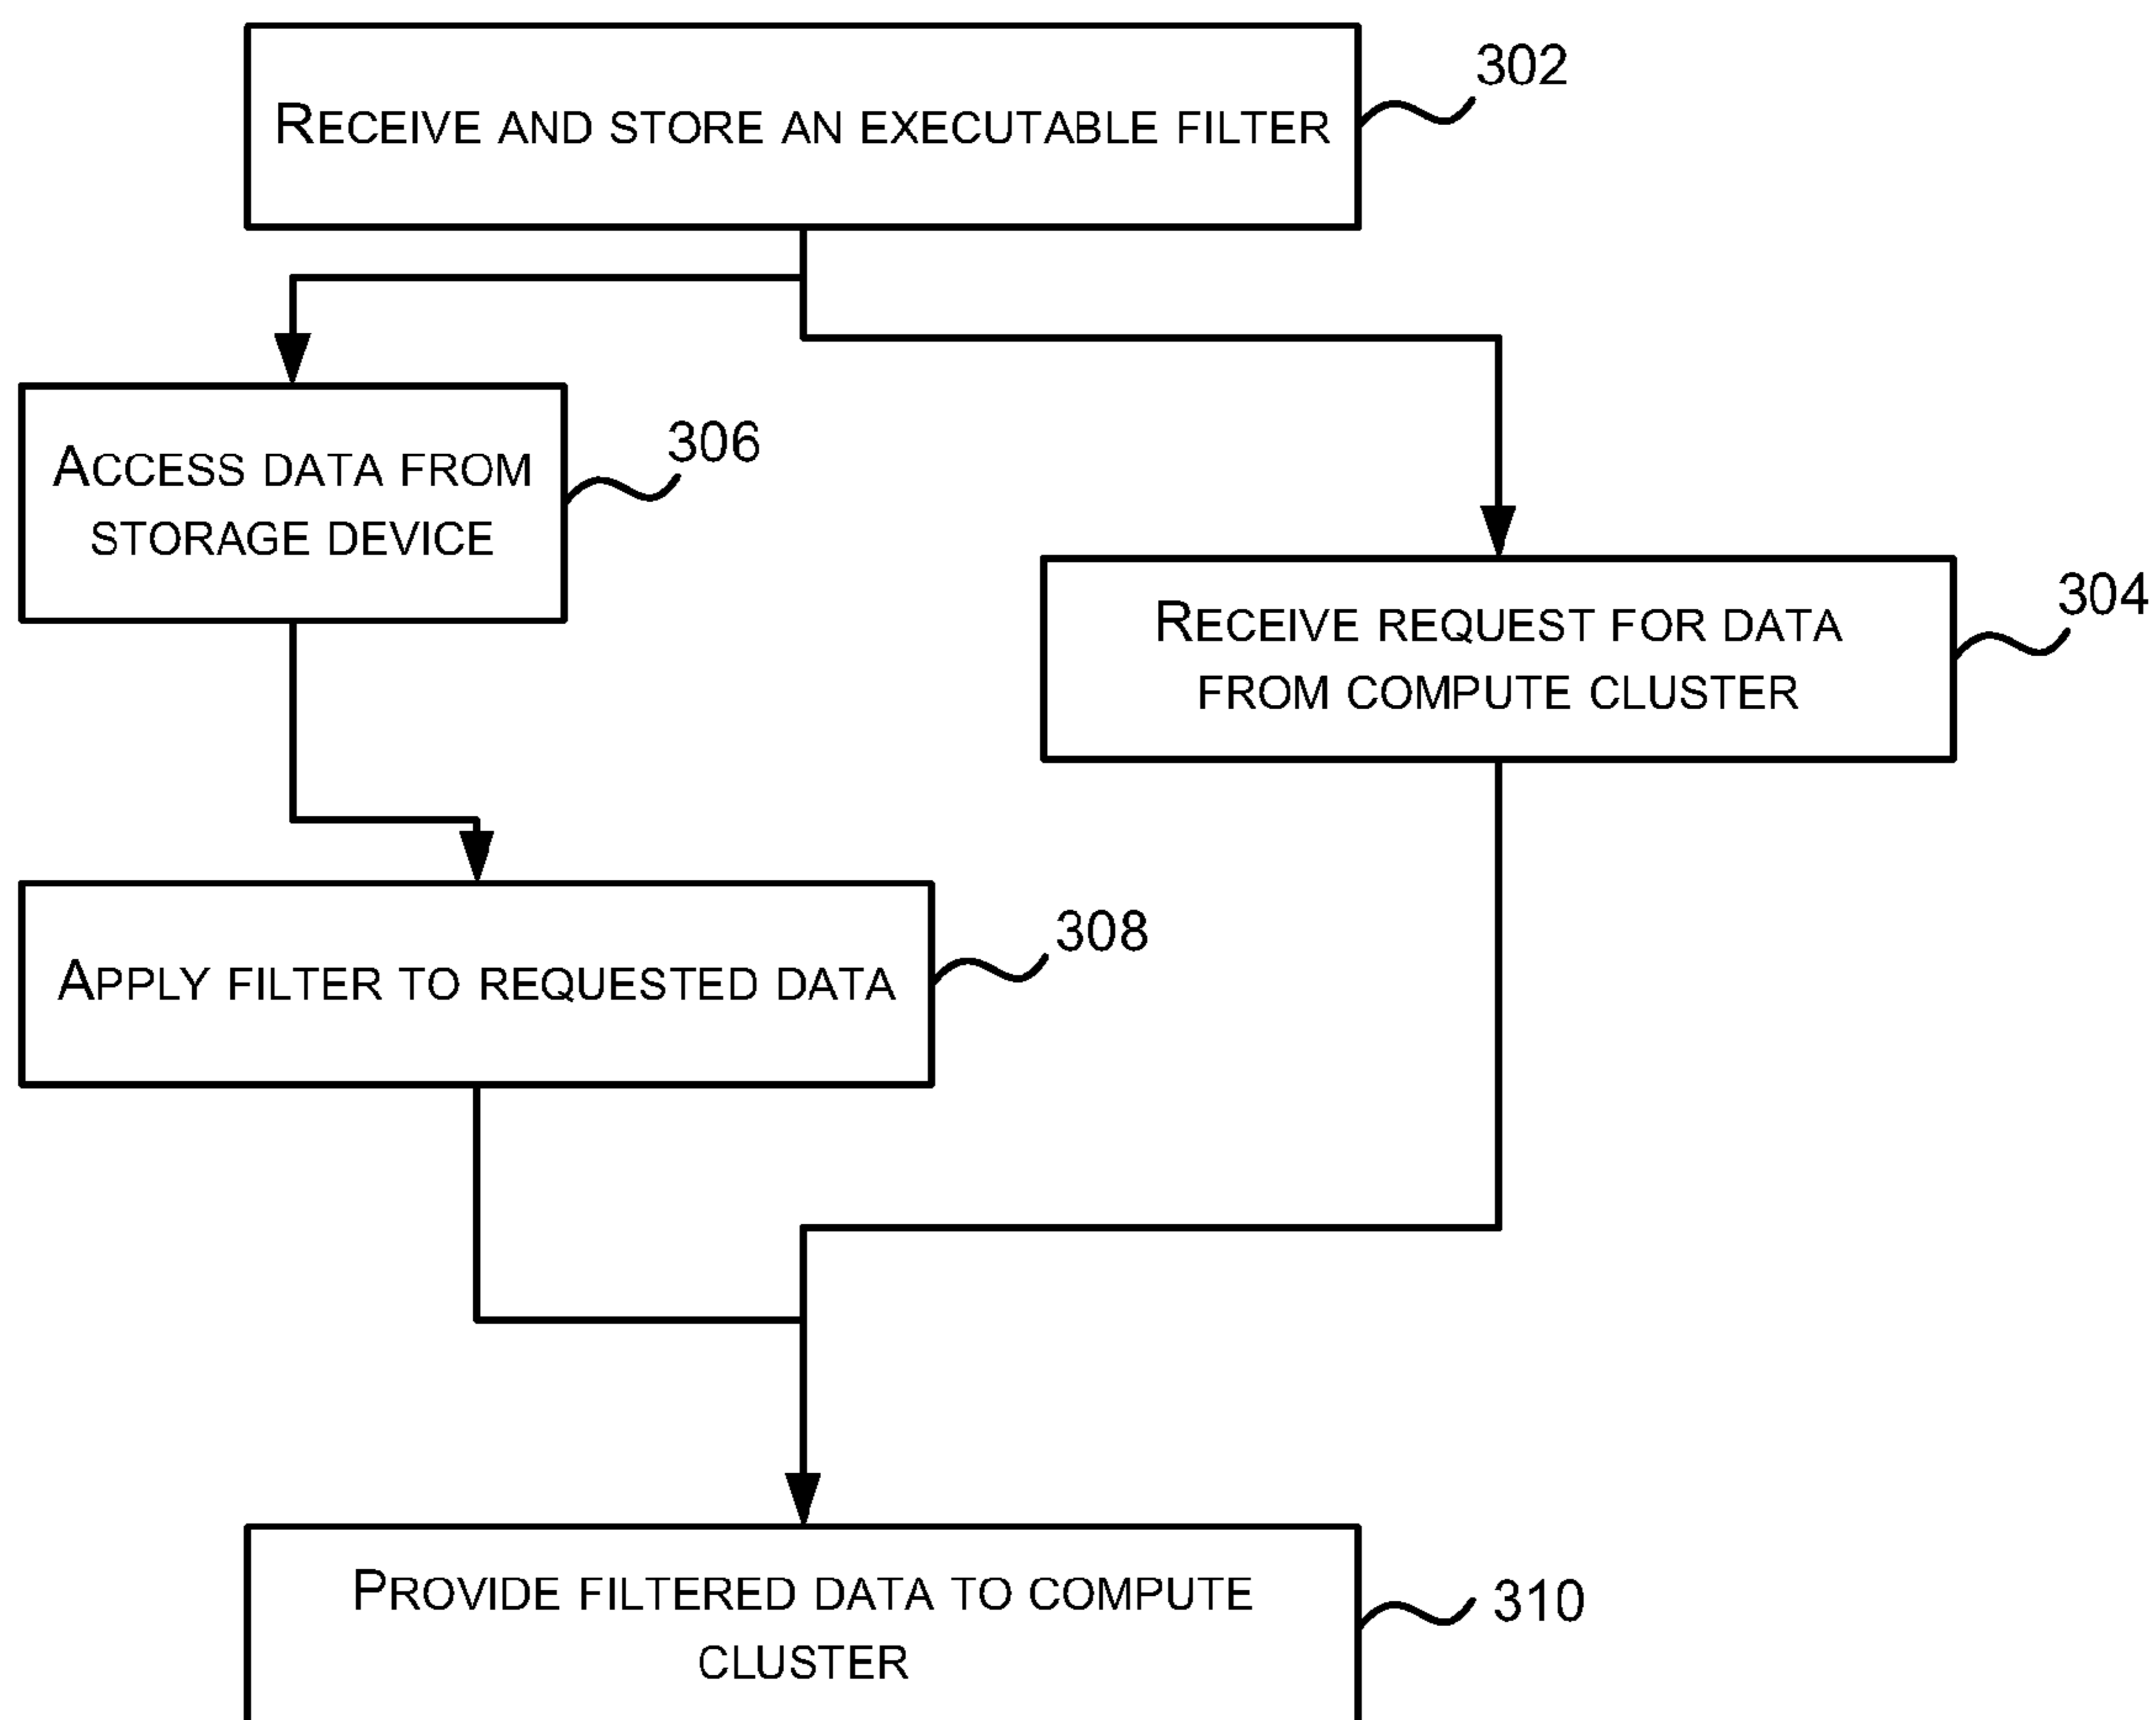 RECEIVE AND STORE AN EXECUTABLE FILTER
302
ACCESS DATA FROM
STORAGE DEVICE
306
RECEIVE REQUEST FOR DATA
FROM COMPUTE CLUSTER
304
APPLY FILTER TO REQUESTED DATA
308
PROVIDE FILTERED DATA TO COMPUTE
CLUSTER
310